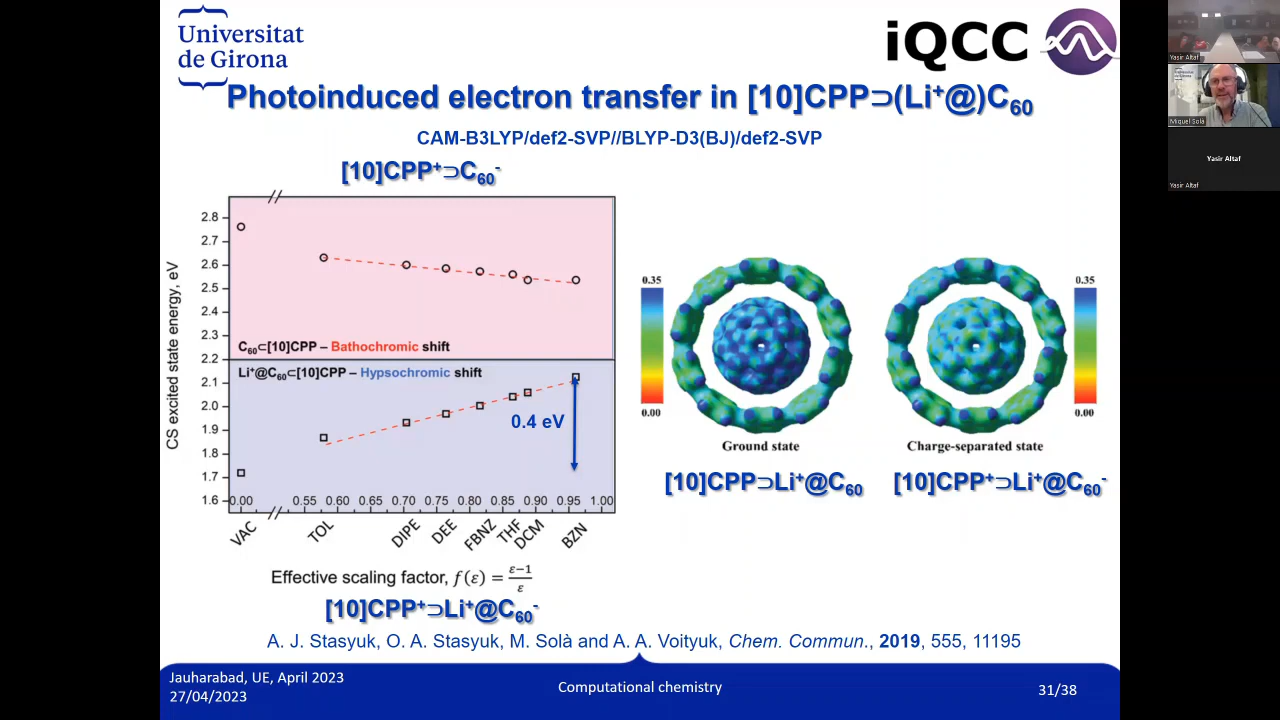 Universitat
de Girona
iQCC
Photoinduced electron transfer in [10]CPP⊃(Li⁺@)C₆₀
CAM-B3LYP/def2-SVP//BLYP-D3(BJ)/def2-SVP
[10]CPP⁺⊃C₆₀⁻
CS excited state energy, eV
2.8
2.7
2.6
2.5
2.4
2.3
2.2
2.1
2.0
1.9
1.8
1.7
1.6
C₆₀⊂[10]CPP – Bathochromic shift
Li⁺@C₆₀⊂[10]CPP – Hypsochromic shift
0.4 eV
0.00 0.55 0.60 0.65 0.70 0.75 0.80 0.85 0.90 0.95 1.00
VAC TOL DIPE DEE FBNZ THF DCM BZN
Effective scaling factor, f(ε) = ε−1/ε
[10]CPP⁺⊃Li⁺@C₆₀⁻
0.35
0.00
Ground state
[10]CPP⊃Li⁺@C₆₀
0.35
0.00
Charge-separated state
[10]CPP⁺⊃Li⁺@C₆₀⁻
A. J. Stasyuk, O. A. Stasyuk, M. Solà and A. A. Voityuk, Chem. Commun., 2019, 555, 11195
Jauharabad, UE, April 2023
27/04/2023
Computational chemistry
31/38
Yasir Altaf
Miquel Solà
Yasir Altaf
Yasir Altaf